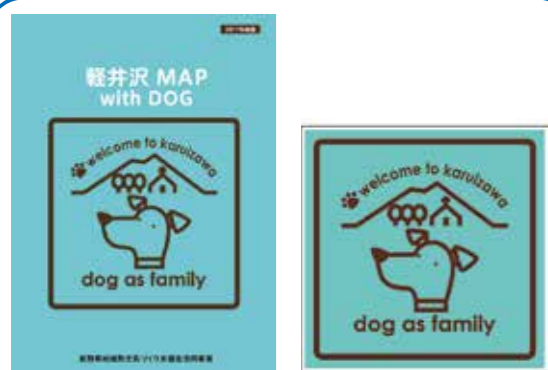 軽井沢 MAP
with DOG
welcome to karuizawa
dog as family
welcome to karuizawa
dog as family